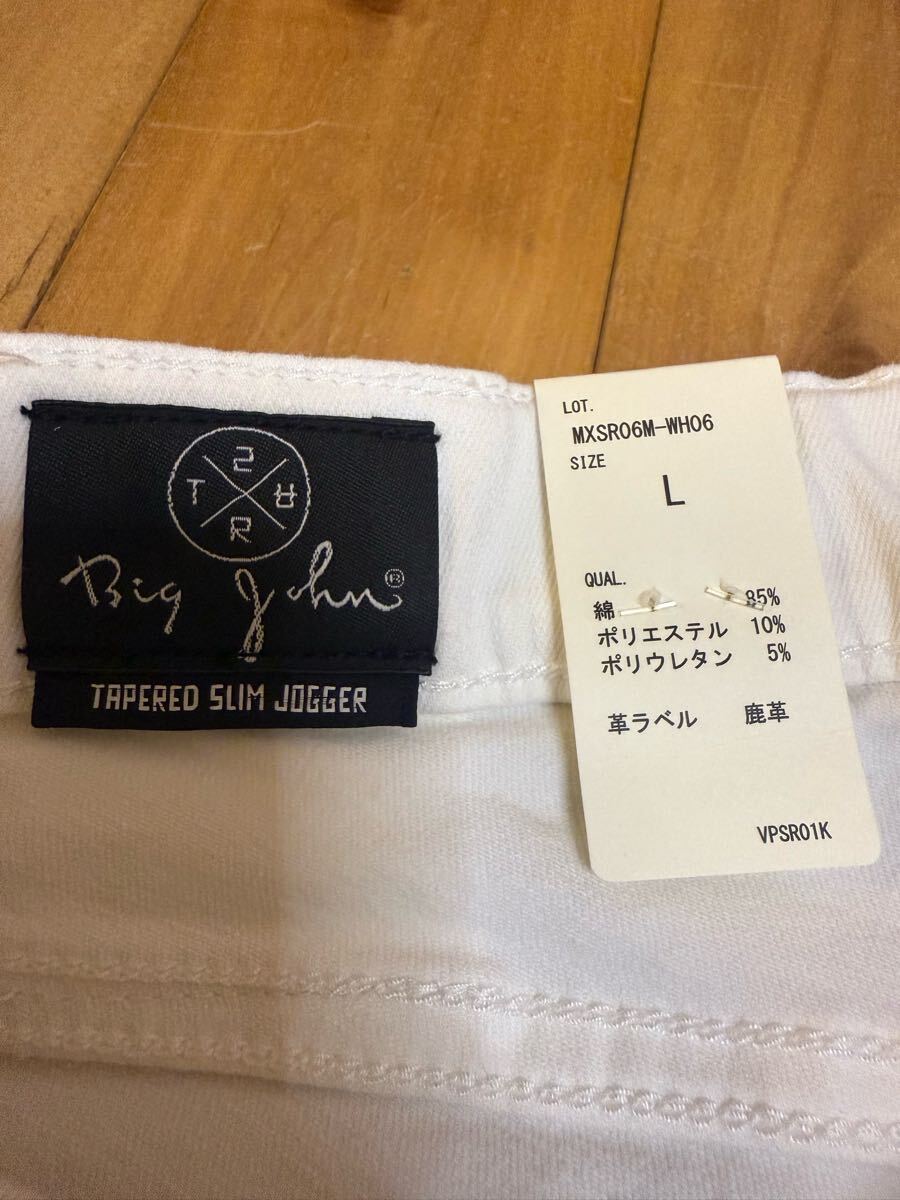 2
T 8
R
Big John®
TAPERED SLIM JOGGER
LOT.
MXSR06M-WH06
SIZE
L
QUAL.
綿 85%
ポリエステル 10%
ポリウレタン 5%
革ラベル 鹿革
VPSR01K